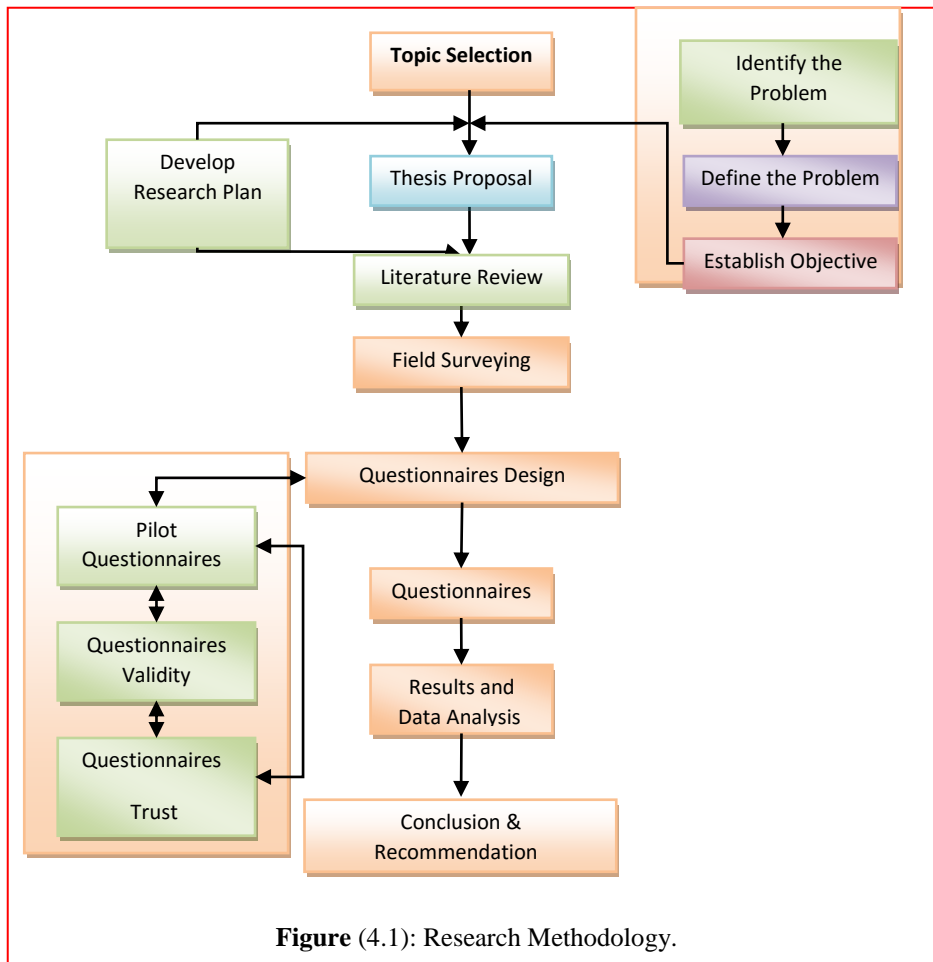 Topic Selection
Identify the
Problem
Develop
Research Plan
Thesis Proposal
Define the Problem
Establish Objective
Literature Review
Field Surveying
Questionnaires Design
Pilot
Questionnaires
Questionnaires
Validity
Questionnaires
Trust
Questionnaires
Results and
Data Analysis
Conclusion &
Recommendation
Figure (4.1): Research Methodology.